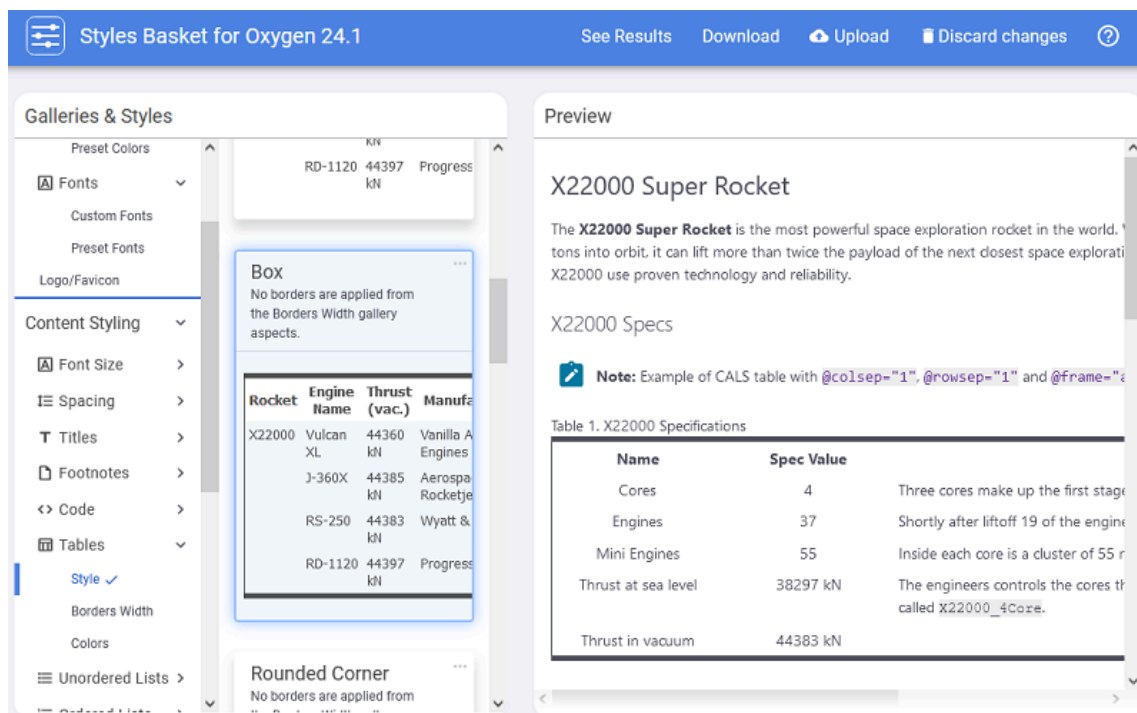 Styles Basket for Oxygen 24.1
See Results Download Upload Discard changes
Galleries & Styles
Preset Colors
Fonts
Custom Fonts
Preset Fonts
Logo/Favicon
Content Styling
Font Size
Spacing
Titles
Footnotes
Code
Tables
Style
Borders Width
Colors
Unordered Lists
Ordered Lists
kN
RD-1120 44397 Progress
kN
Box
No borders are applied from
the Borders Width gallery
aspects.
Rocket Engine Name Thrust (vac.) Manufa
X22000 Vulcan XL 44360 kN Vanilla A Engines
J-360X 44385 kN Aerospa Rocketje
RS-250 44383 kN Wyatt &
RD-1120 44397 kN Progress
Rounded Corner
No borders are applied from
Preview
X22000 Super Rocket
The X22000 Super Rocket is the most powerful space exploration rocket in the world.
tons into orbit, it can lift more than twice the payload of the next closest space explorati
X22000 use proven technology and reliability.
X22000 Specs
Note: Example of CALS table with @colsep="1", @rowsep="1" and @frame="a
Table 1. X22000 Specifications
Name Spec Value
Cores 4 Three cores make up the first stage
Engines 37 Shortly after liftoff 19 of the engine
Mini Engines 55 Inside each core is a cluster of 55 r
Thrust at sea level 38297 kN The engineers controls the cores th
called X22000_4Core.
Thrust in vacuum 44383 kN